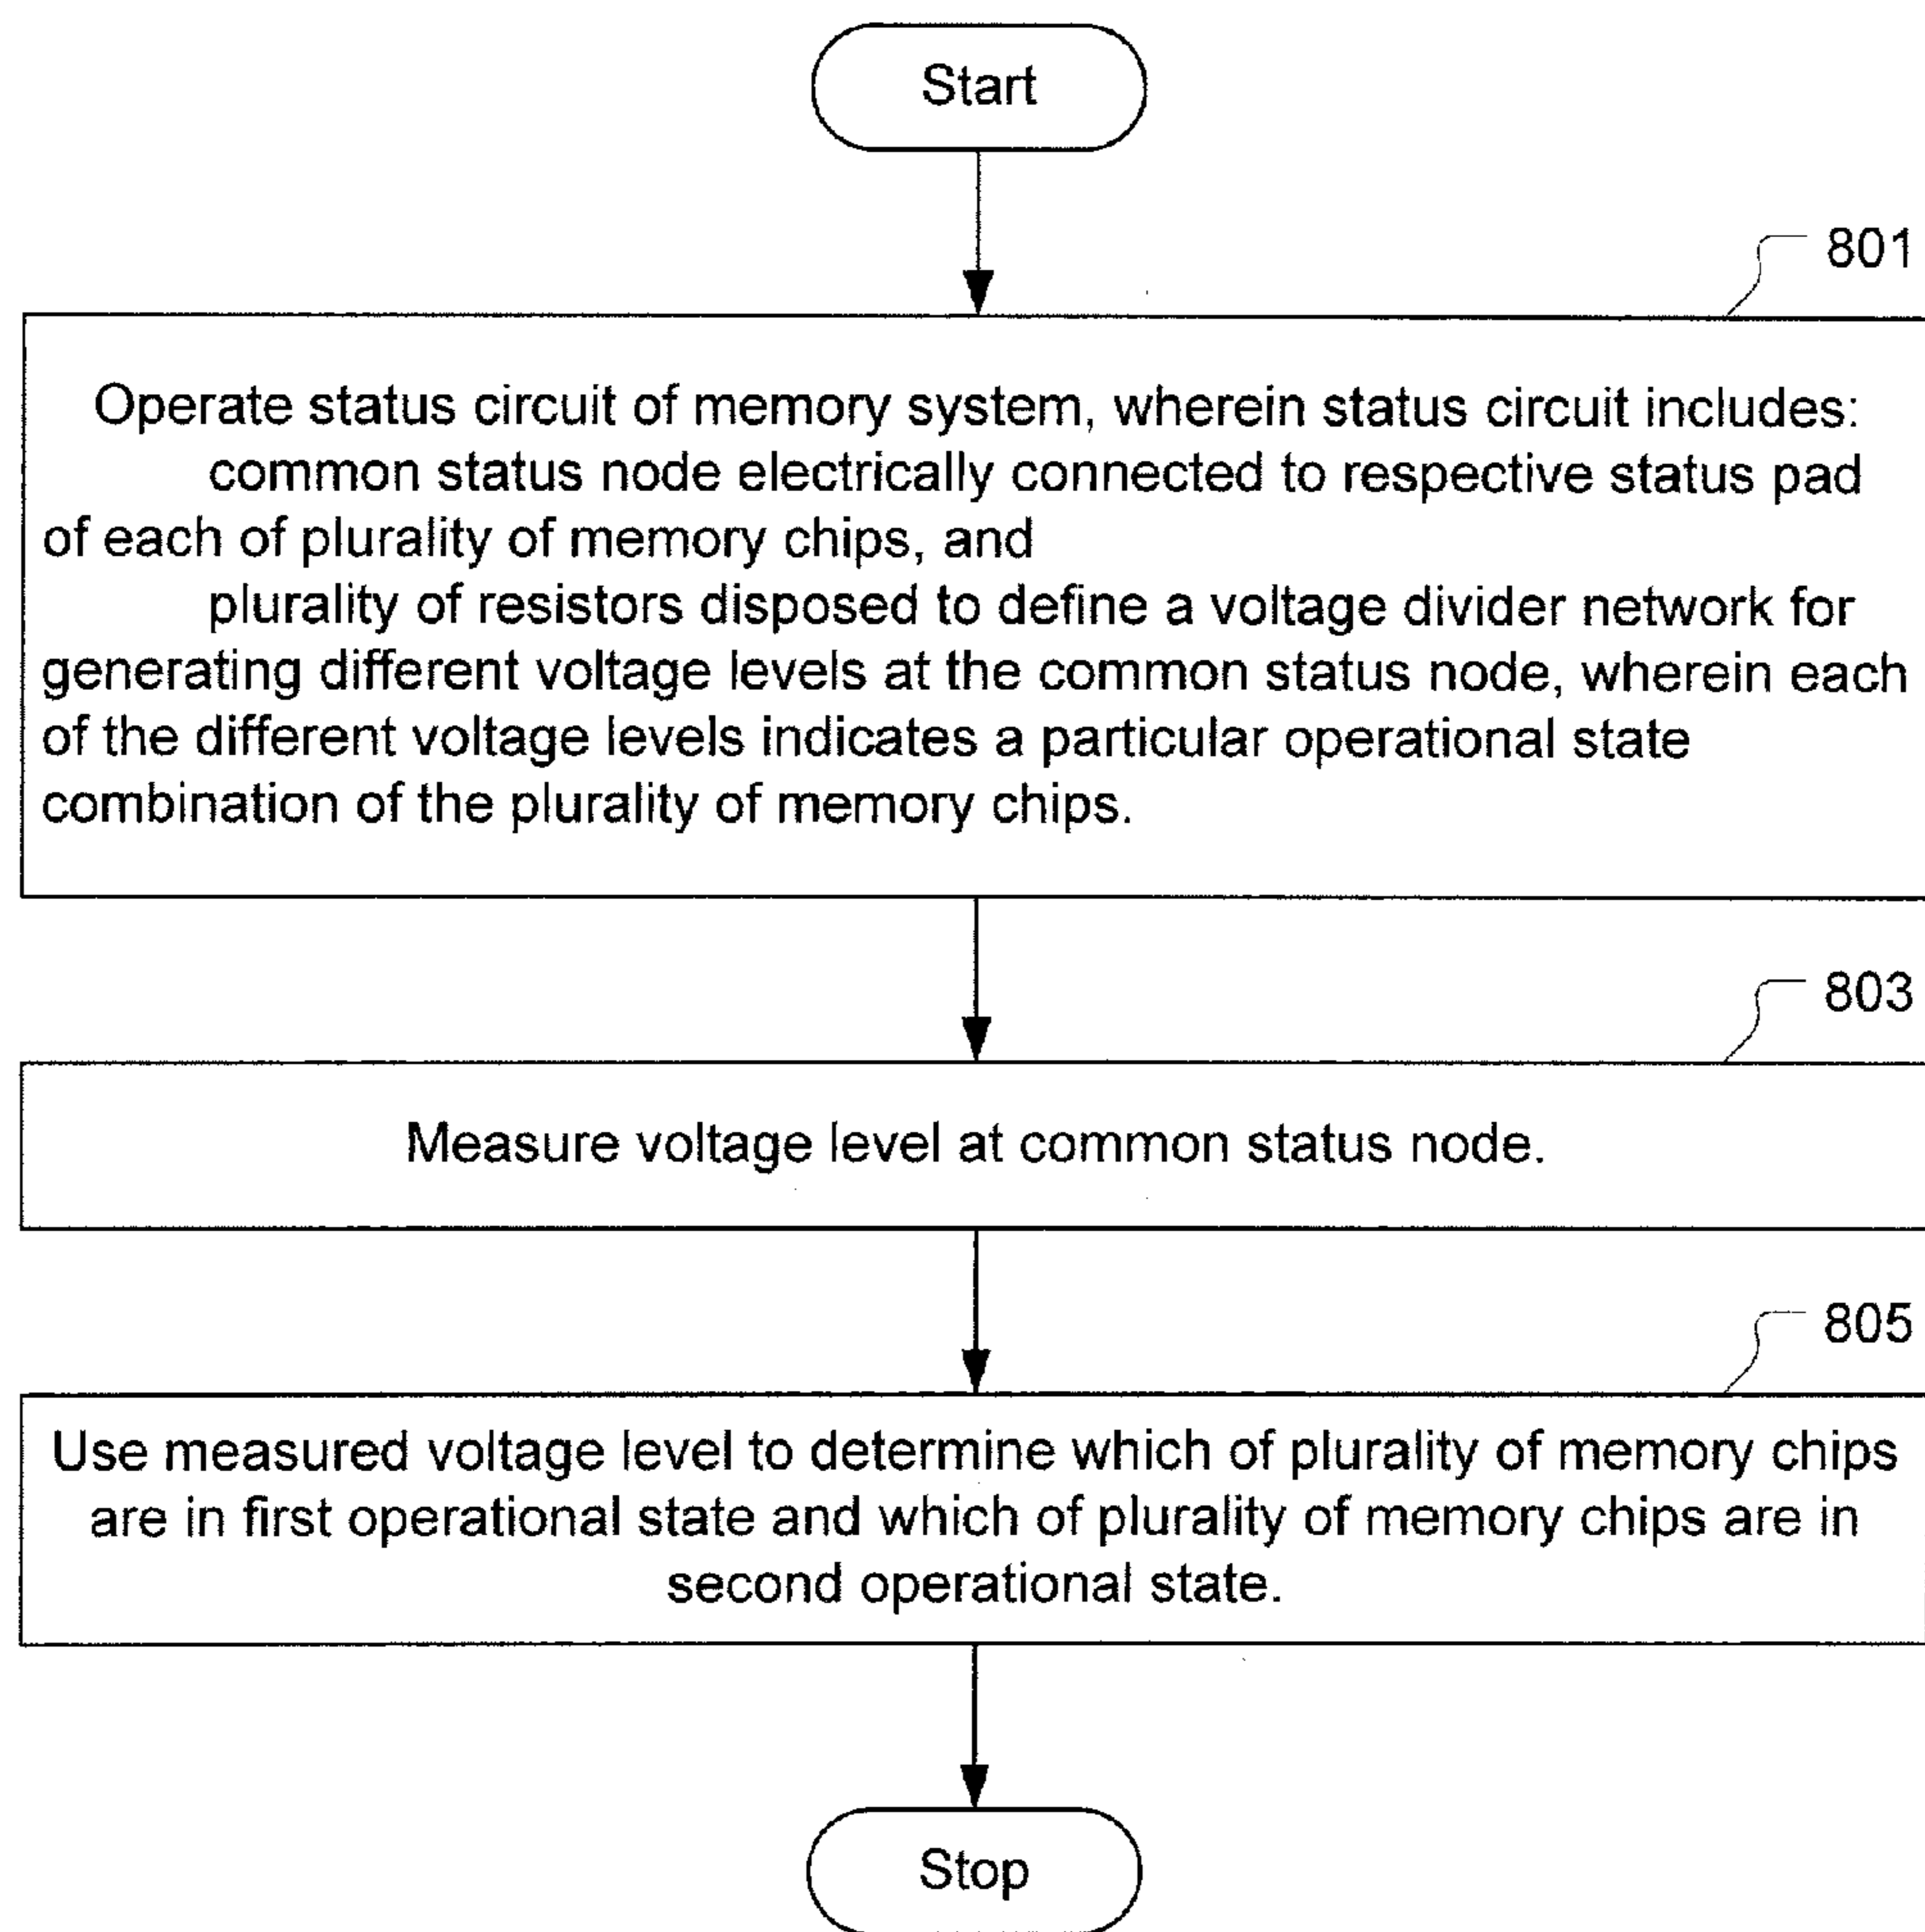 Start
801
Operate status circuit of memory system, wherein status circuit includes:
common status node electrically connected to respective status pad
of each of plurality of memory chips, and
plurality of resistors disposed to define a voltage divider network for
generating different voltage levels at the common status node, wherein each
of the different voltage levels indicates a particular operational state
combination of the plurality of memory chips.
803
Measure voltage level at common status node.
805
Use measured voltage level to determine which of plurality of memory chips
are in first operational state and which of plurality of memory chips are in
second operational state.
Stop